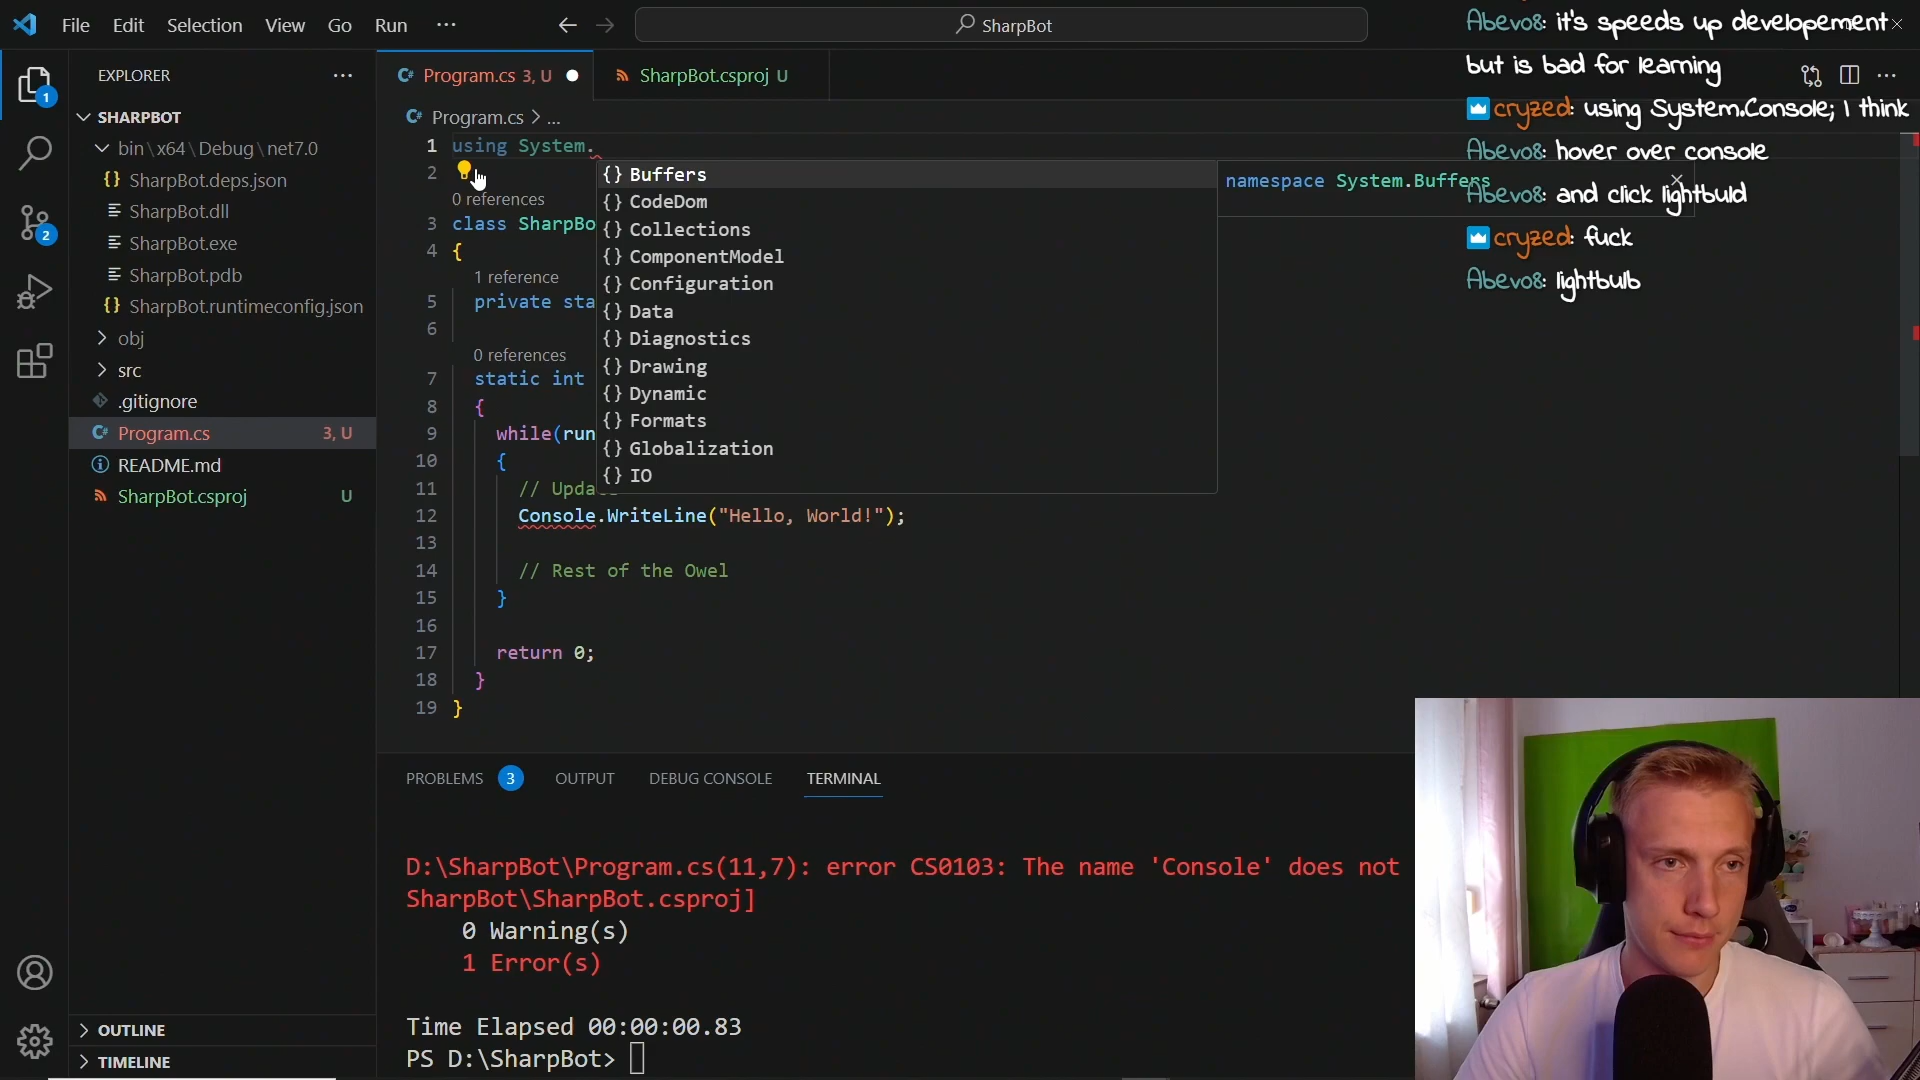 File Edit Selection View Go Run ···
SharpBot
EXPLORER ···
SHARPBOT
bin\x64\Debug\net7.0
{} SharpBot.deps.json
SharpBot.dll
SharpBot.exe
SharpBot.pdb
{} SharpBot.runtimeconfig.json
obj
src
.gitignore
C# Program.cs 3, U
README.md
SharpBot.csproj U
OUTLINE
TIMELINE
1
2
C# Program.cs 3, U
SharpBot.csproj U
C# Program.cs > ...
1 using System.
2
0 references
3 class SharpBo
4 {
1 reference
5 private sta
6
0 references
7 static int
8 {
9 while(run
10 {
11 // Upda
12 Console.WriteLine("Hello, World!");
13
14 // Rest of the Owel
15 }
16
17 return 0;
18 }
19 }
{} Buffers
{} CodeDom
{} Collections
{} ComponentModel
{} Configuration
{} Data
{} Diagnostics
{} Drawing
{} Dynamic
{} Formats
{} Globalization
{} IO
namespace System.Buffers
Abevo8: it's speeds up developement
but is bad for learning
cryzed: using System.Console; I think
Abevo8: hover over console
Abevo8: and click lightbuld
cryzed: fuck
Abevo8: lightbulb
PROBLEMS 3 OUTPUT DEBUG CONSOLE TERMINAL
D:\SharpBot\Program.cs(11,7): error CS0103: The name 'Console' does not
SharpBot\SharpBot.csproj]
0 Warning(s)
1 Error(s)
Time Elapsed 00:00:00.83
PS D:\SharpBot>